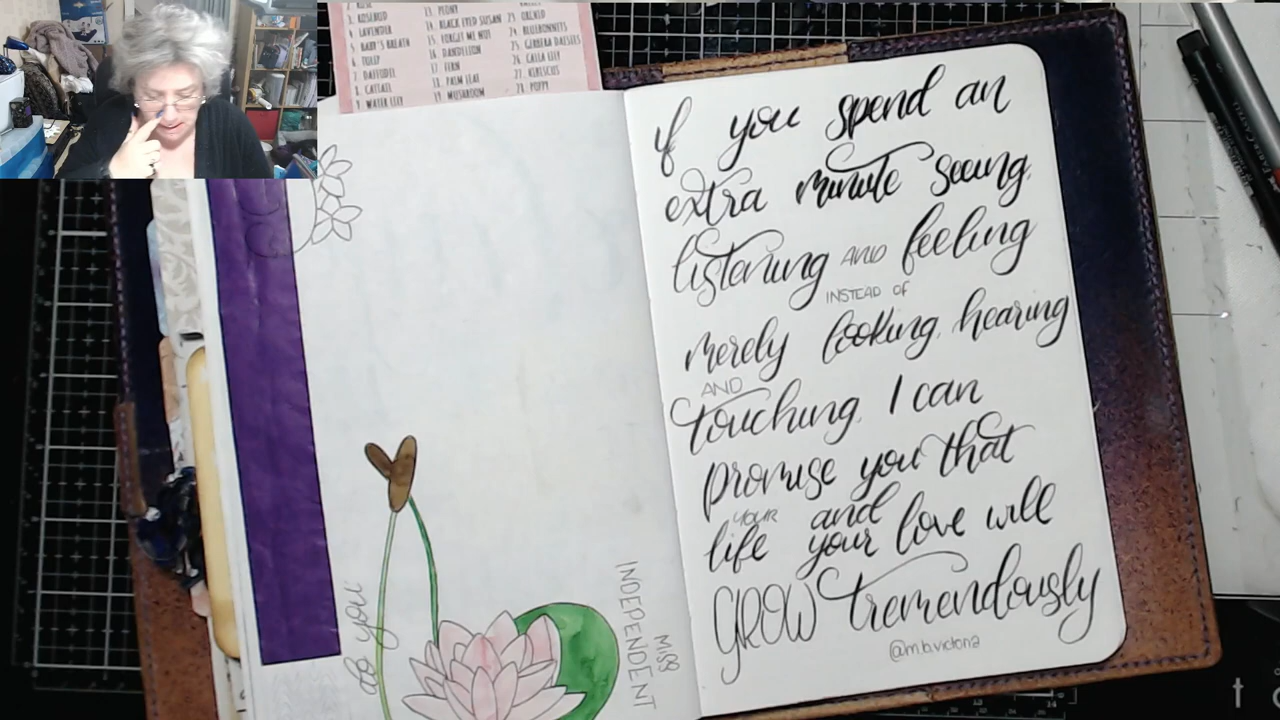 1. ROSE
2. ROSEBUD
3. LAVENDER
5. BABY'S BREATH
6. TULIP
7. DAFFODIL
8. CATTAIL
9. WATER LILY
13. PEONY
14. BLACK EYED SUSAN
15. FORGET ME NOT
16. DANDELION
17. FERN
18. PALM LEAF
19. MUSHROOM
23. ORCHID
24. BLUEBONNETS
25. GERBERA DAISIES
26. CALLA LILY
27. HIBISCUS
28. POPPY
do you
MISS
INDEPENDENT
if you spend an
extra minute seeing,
listening AND feeling
INSTEAD OF
merely looking, hearing
AND
touching, I can
promise you that
YOUR and
life your love will
GROW tremendously
@m.b.victoria